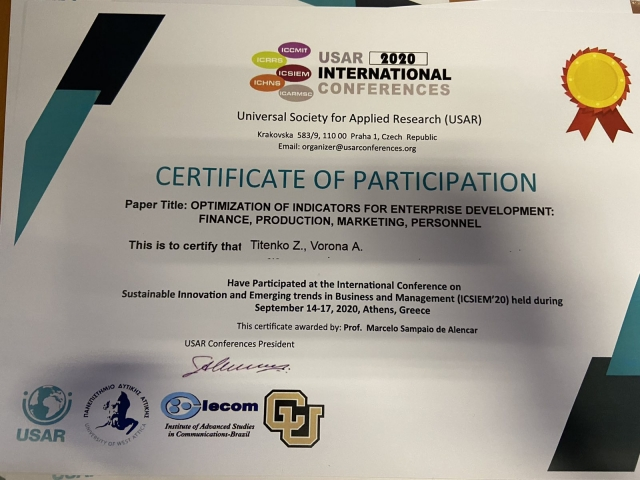 ICCMIT
ICRRS
ICSIEM
ICHNS
ICARMSC
USAR 2020
INTERNATIONAL
CONFERENCES
Universal Society for Applied Research (USAR)
Krakovska 583/9, 110 00 Praha 1, Czech Republic
Email: organizer@usarconferences.org
CERTIFICATE OF PARTICIPATION
Paper Title: OPTIMIZATION OF INDICATORS FOR ENTERPRISE DEVELOPMENT:
FINANCE, PRODUCTION, MARKETING, PERSONNEL
This is to certify that Titenko Z., Vorona A.
Have Participated at the International Conference on
Sustainable Innovation and Emerging trends in Business and Management (ICSIEM'20) held during
September 14-17, 2020, Athens, Greece
This certificate awarded by: Prof. Marcelo Sampaio de Alencar
USAR Conferences President
USAR
ΠΑΝΕΠΙΣΤΗΜΙΟ ΔΥΤΙΚΗΣ ΑΤΤΙΚΗΣ
UNIVERSITY OF WEST ATTICA
Iecom
Institute of Advanced Studies
in Communications-Brazil
CU